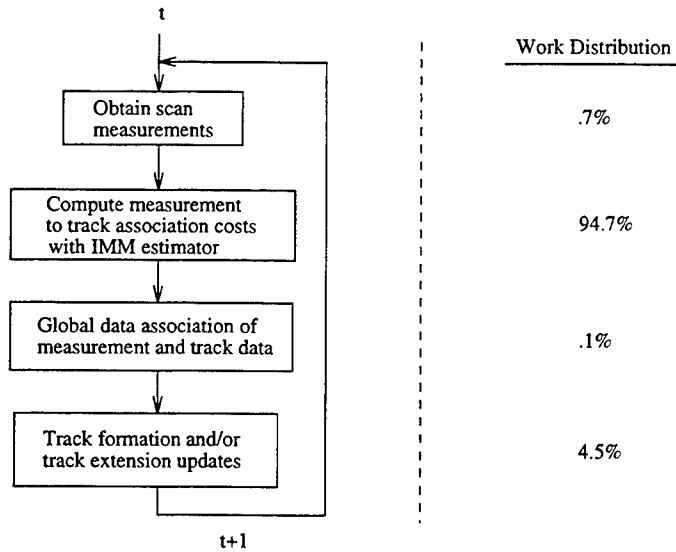 t
Work Distribution
Obtain scan
measurements
.7%
Compute measurement
to track association costs
with IMM estimator
94.7%
Global data association of
measurement and track data
.1%
Track formation and/or
track extension updates
4.5%
t+1